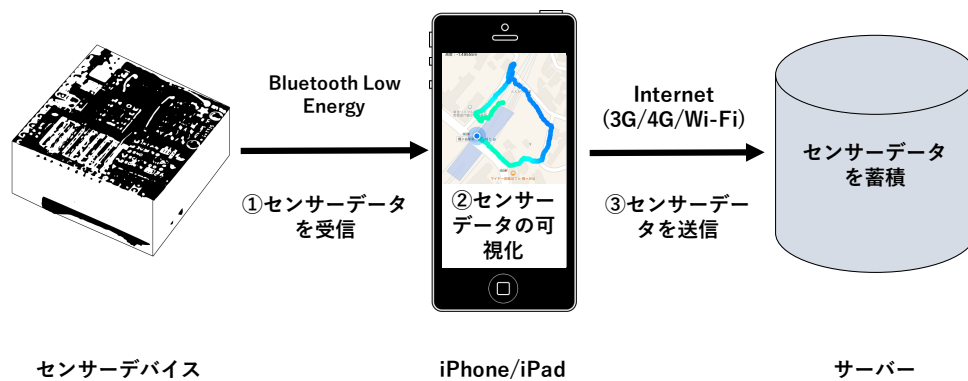 Bluetooth Low
Energy
①センサーデータ
を受信
②センサー
データの可
視化
Internet
(3G/4G/Wi-Fi)
③センサーデー
タを送信
センサーデータ
を蓄積
センサーデバイス
iPhone/iPad
サーバー